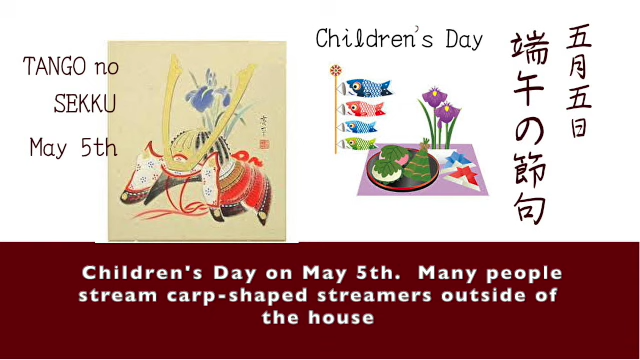 TANGO no
SEKKU
May 5th
Children's Day
五月五日
端午の節句
Children's Day on May 5th.  Many people
stream carp-shaped streamers outside of
the house